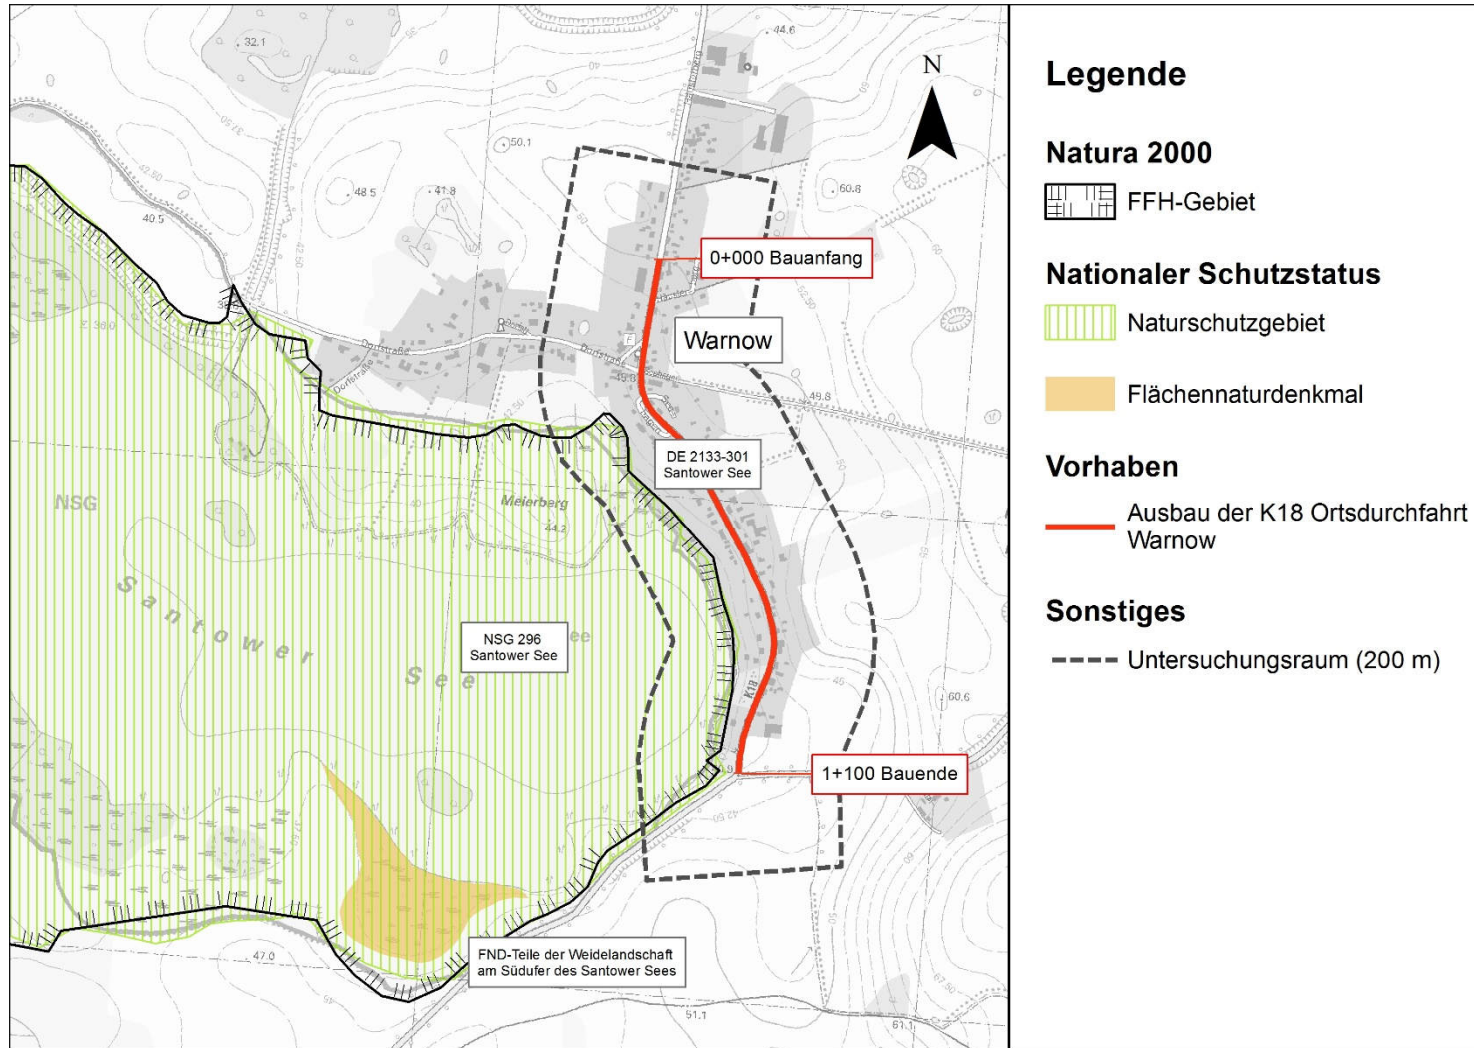 32.1
44.6
N
50.1
48.5
41.8
60.8
40.5
0+000 Bauanfang
Dorfstraße
Dorfstraße
Dorfstraße
Warnow
49.8
DE 2133-301
Santower See
NSG
Meierberg
44.2
Santower
See
NSG 296
Santower See
K18
60.6
1+100 Bauende
FND-Teile der Weidelandschaft
am Südufer des Santower Sees
47.0
51.1
61.1
Legende
Natura 2000
FFH-Gebiet
Nationaler Schutzstatus
Naturschutzgebiet
Flächennaturdenkmal
Vorhaben
Ausbau der K18 Ortsdurchfahrt
Warnow
Sonstiges
Untersuchungsraum (200 m)